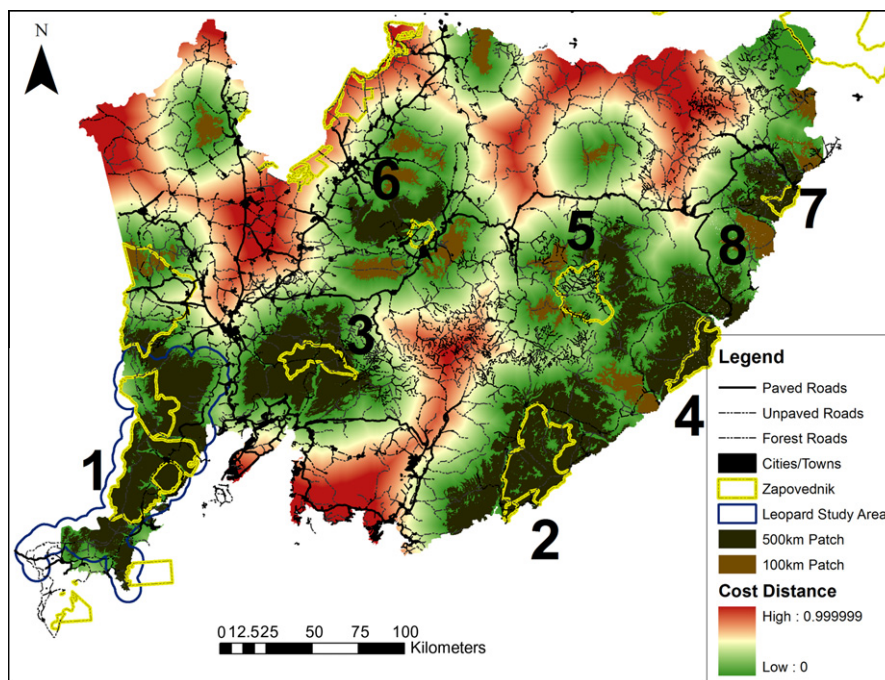 N
6
5
7
8
3
4
1
2
0 12.525 50 75 100
Kilometers
Legend
Paved Roads
Unpaved Roads
Forest Roads
Cities/Towns
Zapovednik
Leopard Study Area
500km Patch
100km Patch
Cost Distance
High : 0.999999
Low : 0